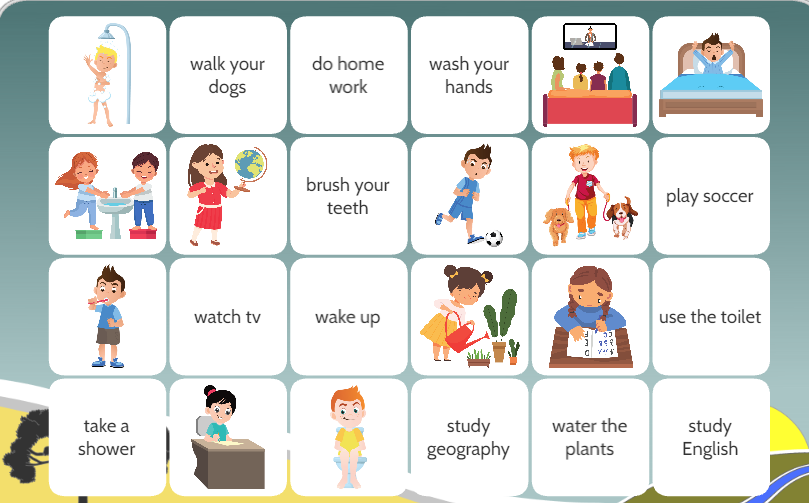 walk your
dogs
do home
work
wash your
hands
brush your
teeth
play soccer
watch tv
wake up
use the toilet
take a
shower
study
geography
water the
plants
study
English